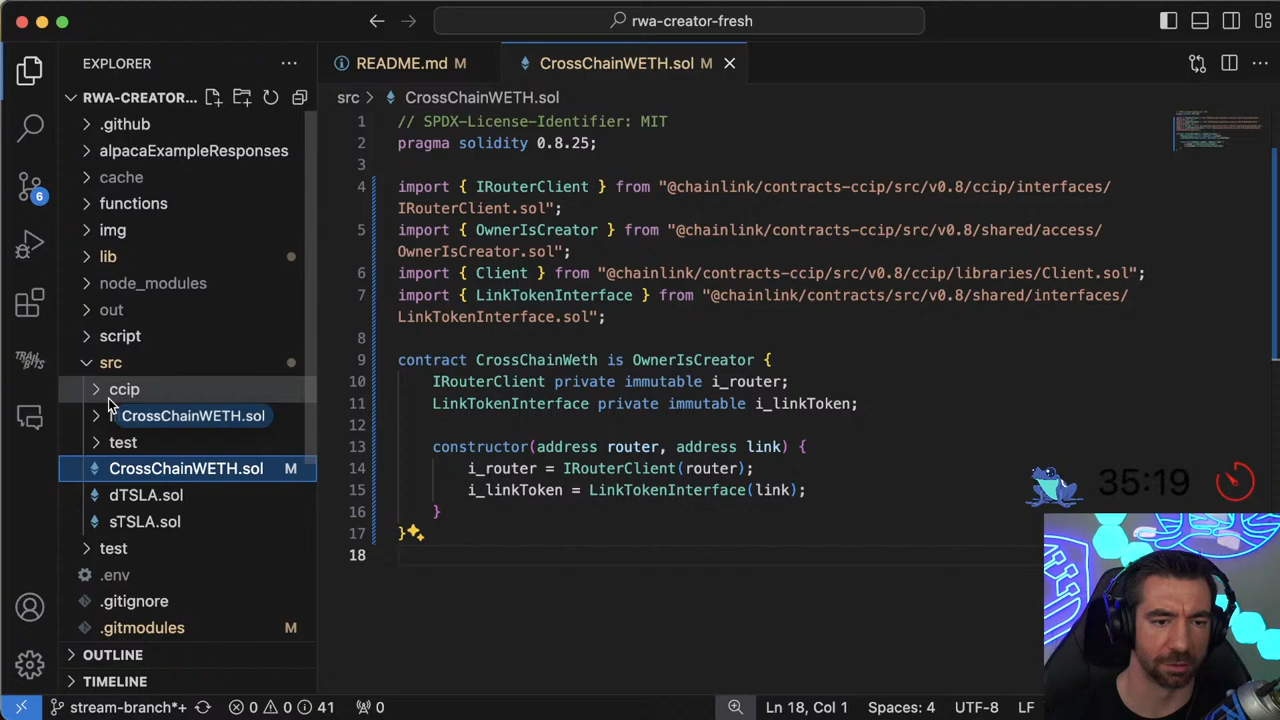 rwa-creator-fresh
EXPLORER
README.md M
CrossChainWETH.sol M
RWA-CREATOR...
.github
alpacaExampleResponses
cache
functions
img
lib
node_modules
out
script
src
ccip
CrossChainWETH.sol
test
CrossChainWETH.sol M
dTSLA.sol
sTSLA.sol
test
.env
.gitignore
.gitmodules M
OUTLINE
TIMELINE
6
TRAIL OF BITS
src > CrossChainWETH.sol
1 // SPDX-License-Identifier: MIT
2 pragma solidity 0.8.25;
3
4 import { IRouterClient } from "@chainlink/contracts-ccip/src/v0.8/ccip/interfaces/
IRouterClient.sol";
5 import { OwnerIsCreator } from "@chainlink/contracts-ccip/src/v0.8/shared/access/
OwnerIsCreator.sol";
6 import { Client } from "@chainlink/contracts-ccip/src/v0.8/ccip/libraries/Client.sol";
7 import { LinkTokenInterface } from "@chainlink/contracts/src/v0.8/shared/interfaces/
LinkTokenInterface.sol";
8
9 contract CrossChainWeth is OwnerIsCreator {
10 IRouterClient private immutable i_router;
11 LinkTokenInterface private immutable i_linkToken;
12
13 constructor(address router, address link) {
14 i_router = IRouterClient(router);
15 i_linkToken = LinkTokenInterface(link);
16 }
17 }
18
35:19
stream-branch*+ 0 0 41 0 Ln 18, Col 1 Spaces: 4 UTF-8 LF